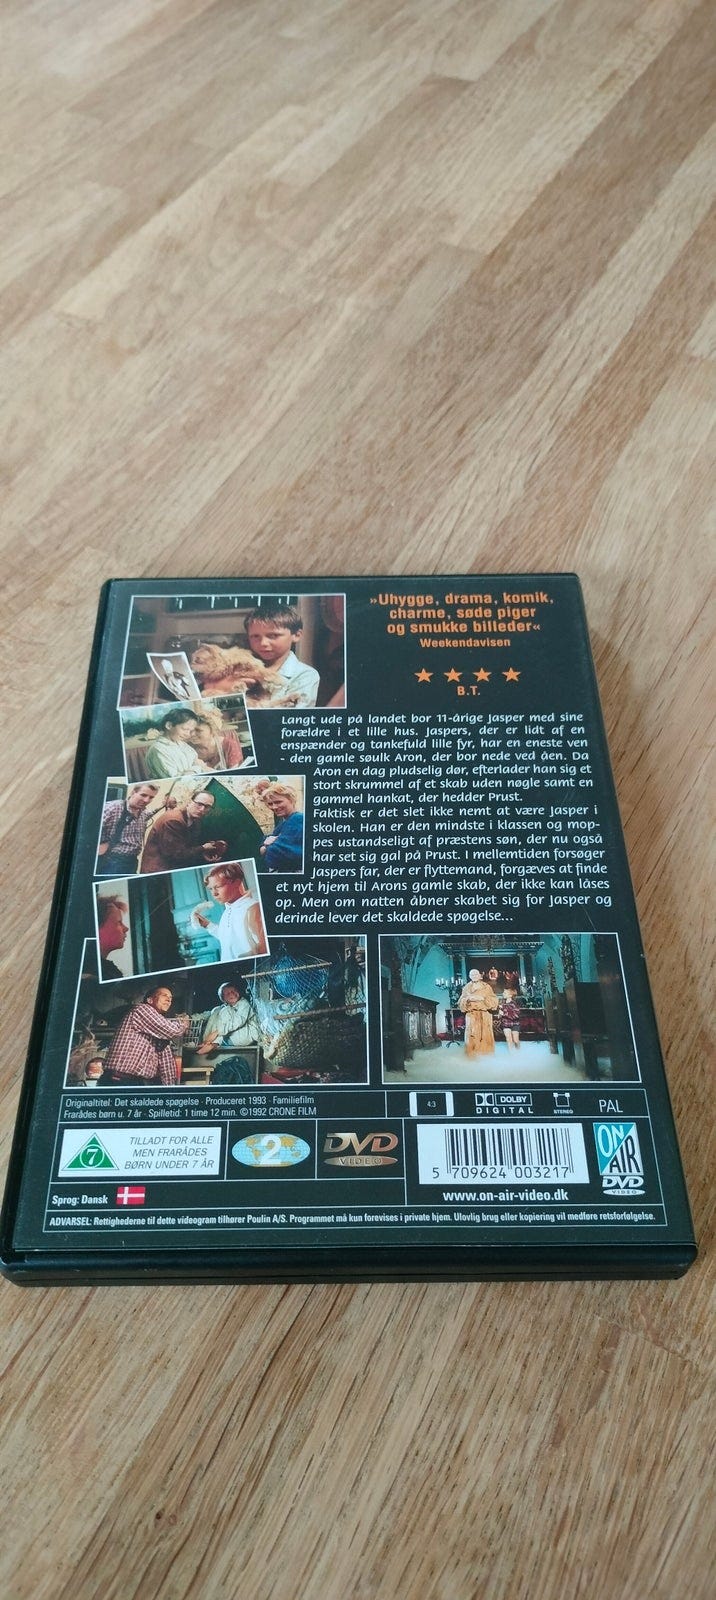 »Uhygge, drama, komik,
charme, søde piger
og smukke billeder«
Weekendavisen
B.T.
Langt ude på landet bor 11-årige Jasper med sine
forældre i et lille hus. Jaspers, der er lidt af en
enspænder og tankefuld lille fyr, har en eneste ven
- den gamle søulk Aron, der bor nede ved åen. Da
Aron en dag pludselig dør, efterlader han sig et
stort skrummel af et skab uden nøgle samt en
gammel hankat, der hedder Prust.
Faktisk er det slet ikke nemt at være Jasper i
skolen. Han er den mindste i klassen og mop-
pes ustandseligt af præstens søn, der nu også
har set sig gal på Prust. I mellemtiden forsøger
Jaspers far, der er flyttemand, forgæves at finde
et nyt hjem til Arons gamle skab, der ikke kan låses
op. Men om natten åbner skabet sig for Jasper og
derinde lever det skaldede spøgelse...
Originaltitel: Det skaldede spøgelse · Produceret 1993 · Familiefilm
Frarådes børn u. 7 år · Spilletid: 1 time 12 min. ©1992 CRONE FILM
4:3
DOLBY
DIGITAL
STEREO
PAL
7
TILLADT FOR ALLE
MEN FRARÅDES
BØRN UNDER 7 ÅR
2
DVD
VIDEO
5 709624 003217
ON
AIR
DVD
VIDEO
Sprog: Dansk
www.on-air-video.dk
ADVARSEL: Rettighederne til dette videogram tilhører Poulin A/S. Programmet må kun forevises i private hjem. Ulovlig brug eller kopiering vil medføre retsforfølgelse.